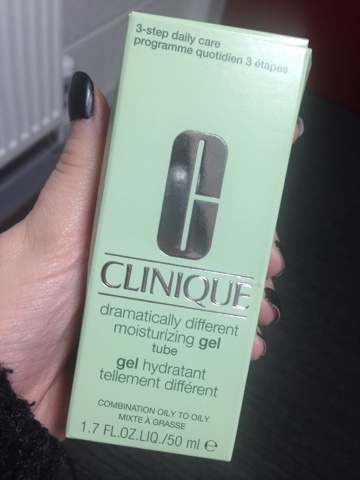 3-step daily care
programme quotidien 3 étapes
C
CLINIQUE
dramatically different
moisturizing gel
tube
gel hydratant
tellement différent
COMBINATION OILY TO OILY
MIXTE À GRASSE
1.7 FL.OZ.LIQ./50 ml ℮